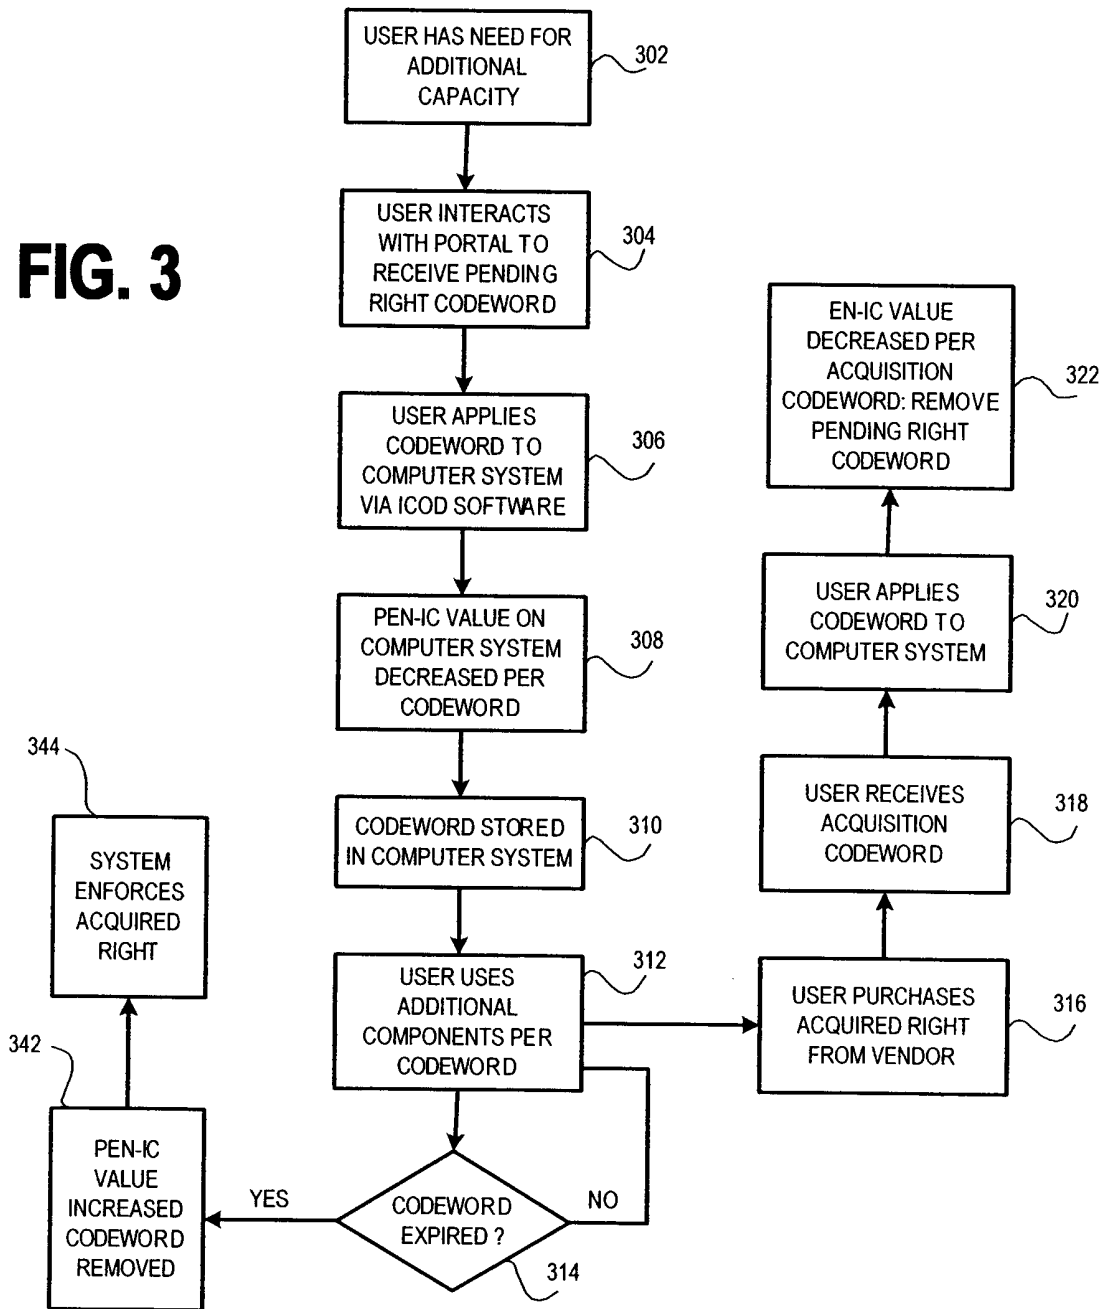 USER HAS NEED FOR
ADDITIONAL
CAPACITY
302
USER INTERACTS
WITH PORTAL TO
RECEIVE PENDING
RIGHT CODEWORD
304
FIG. 3
USER APPLIES
CODEWORD TO
COMPUTER SYSTEM
VIA ICOD SOFTWARE
306
PEN-IC VALUE ON
COMPUTER SYSTEM
DECREASED PER
CODEWORD
308
CODEWORD STORED
IN COMPUTER SYSTEM
310
USER USES
ADDITIONAL
COMPONENTS PER
CODEWORD
312
CODEWORD
EXPIRED ?
314
YES
NO
PEN-IC
VALUE
INCREASED
CODEWORD
REMOVED
342
SYSTEM
ENFORCES
ACQUIRED
RIGHT
344
USER PURCHASES
ACQUIRED RIGHT
FROM VENDOR
316
USER RECEIVES
ACQUISITION
CODEWORD
318
USER APPLIES
CODEWORD TO
COMPUTER SYSTEM
320
EN-IC VALUE
DECREASED PER
ACQUISITION
CODEWORD: REMOVE
PENDING RIGHT
CODEWORD
322